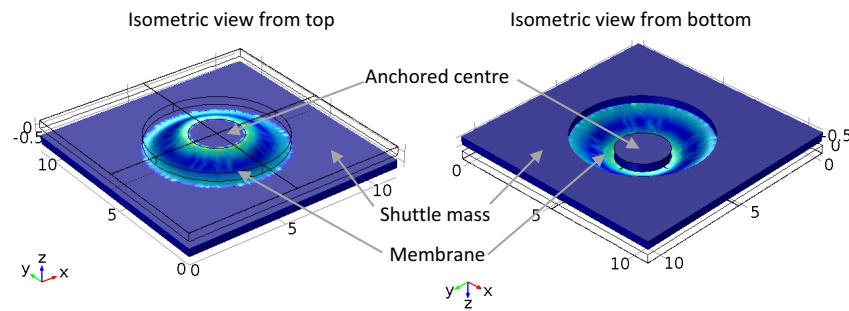 Isometric view from top
Isometric view from bottom
Anchored centre
Shuttle mass
Membrane
0
-0.5
10
5
0
0
5
10
y z x
-0.5
0
0
0
5
5
10
10
y x
z